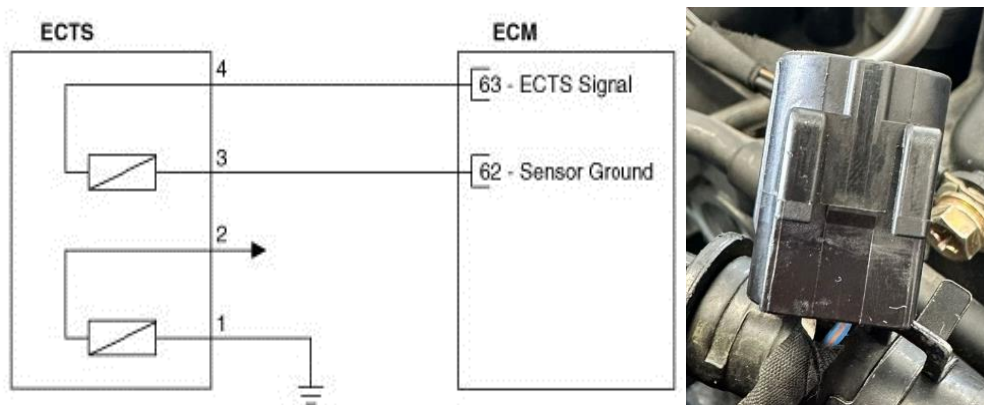 ECTS
ECM
4
63 - ECTS Signal
3
62 - Sensor Ground
2
1